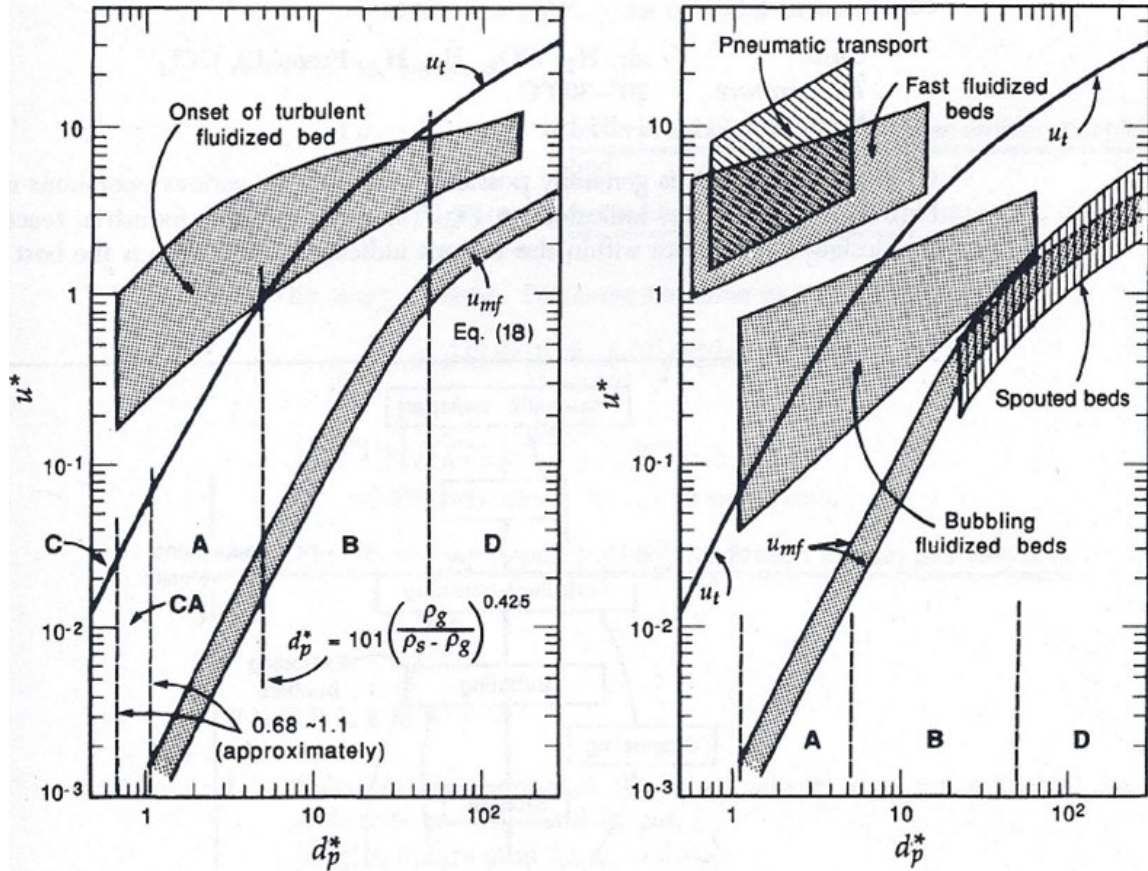 u_t
Onset of turbulent
fluidized bed
10
1
10^-1
10^-2
10^-3
u*
u_mf
Eq. (18)
C
CA
A
B
D
d_p* = 101 (ρ_g / (ρ_s - ρ_g))^0.425
0.68 ~1.1
(approximately)
1
10
10^2
d_p*
Pneumatic transport
Fast fluidized
beds
u_t
10
1
10^-1
10^-2
10^-3
u*
Spouted beds
Bubbling
fluidized beds
u_mf
u_t
A
B
D
1
10
10^2
d_p*